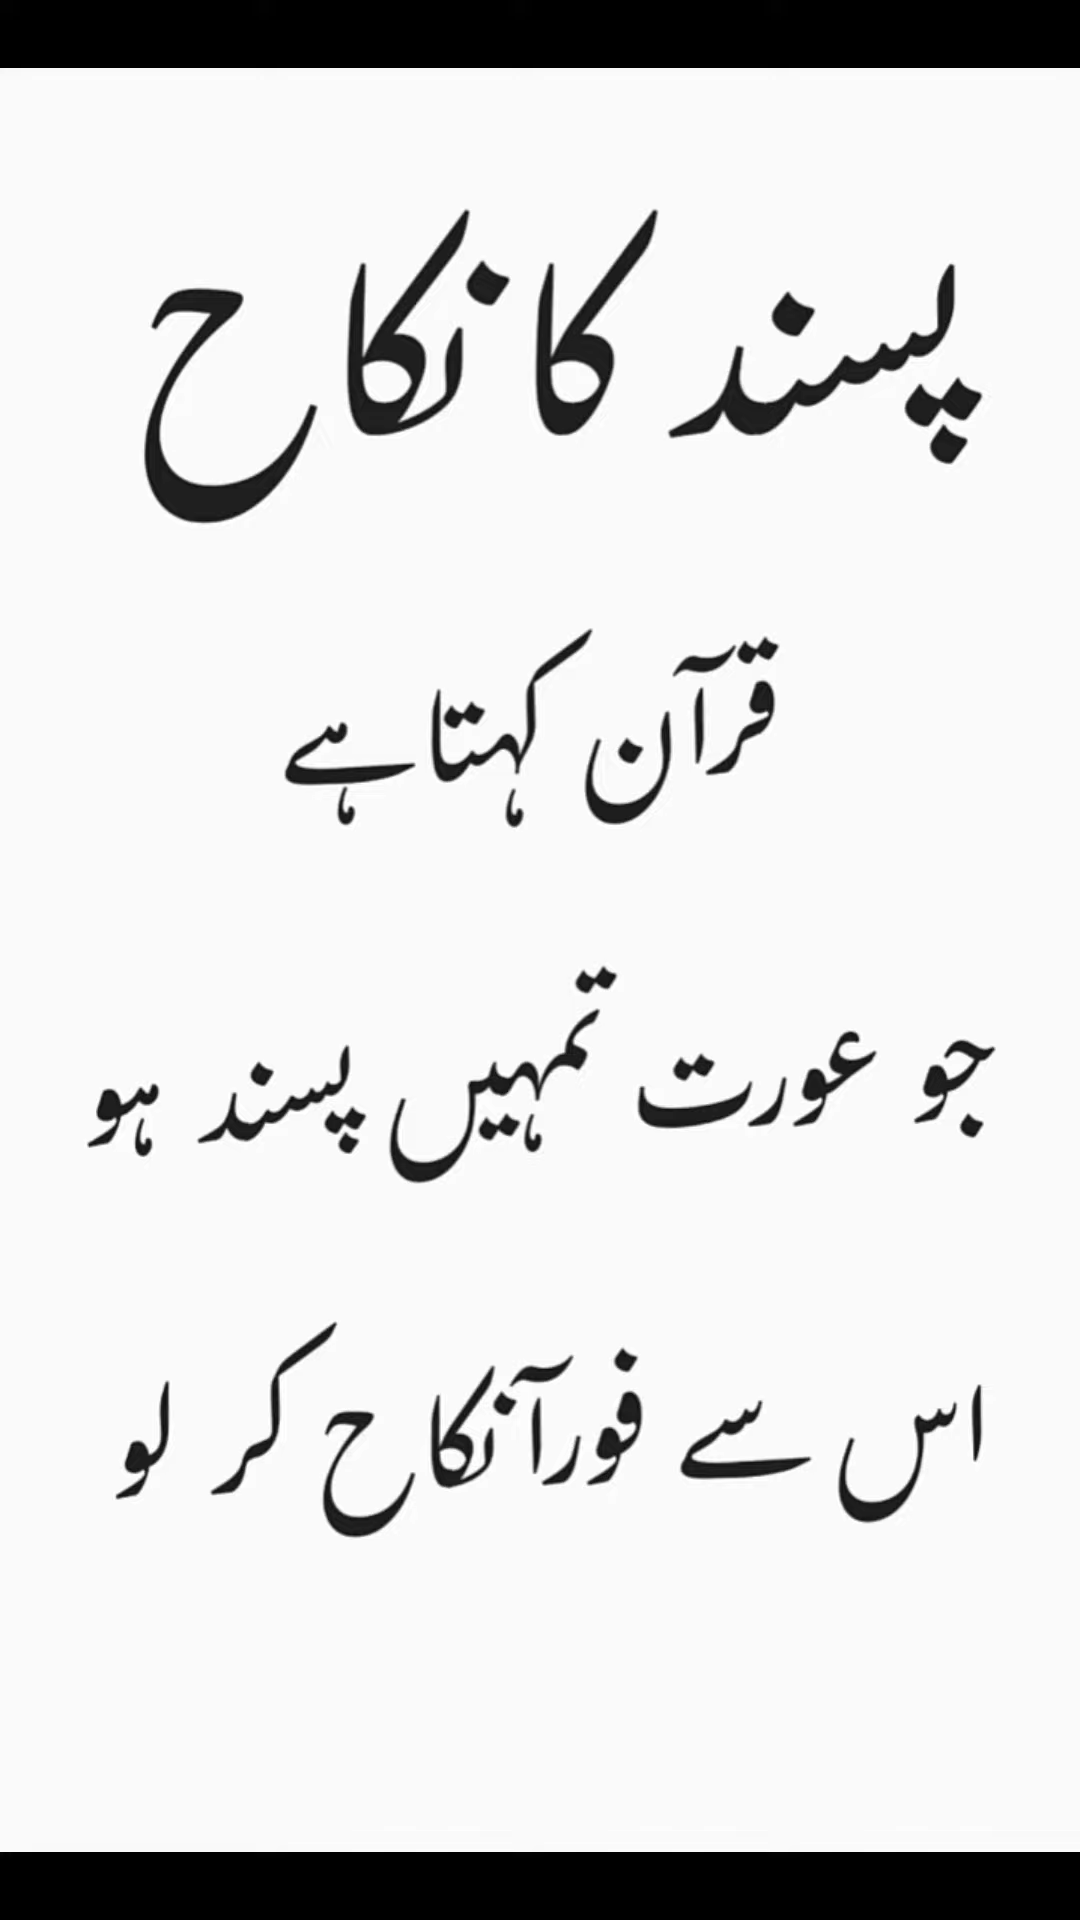 پسند کا نکاح
قرآن کہتا ہے
جو عورت تمہیں پسند ہو
اس سے فوراً نکاح کر لو